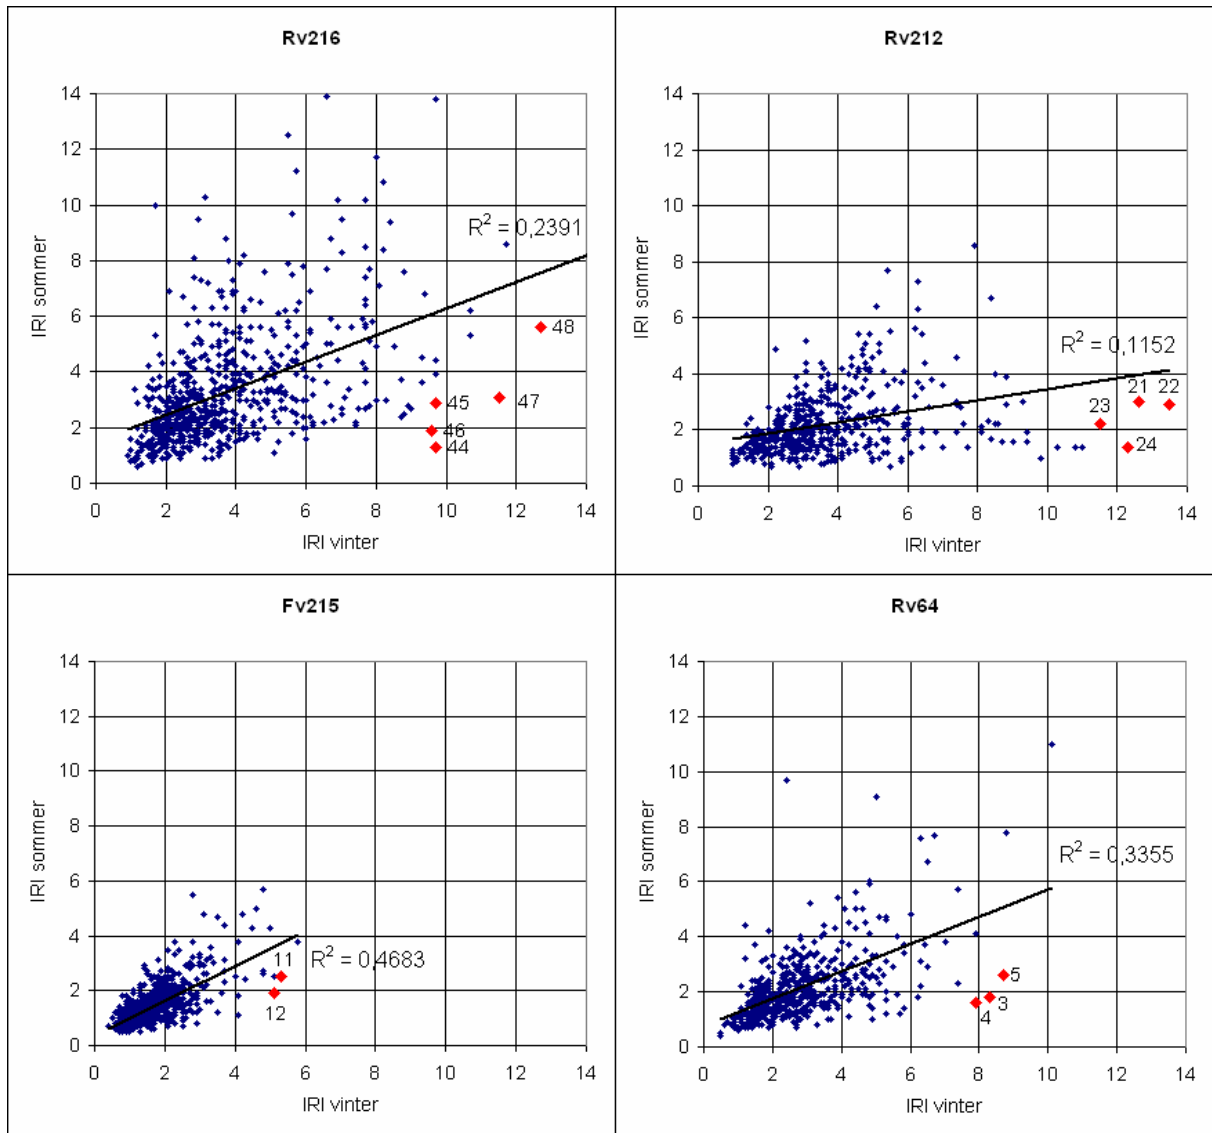 Rv216
14
12
10
8
6
4
2
0
IRI sommer
R² = 0,2391
48
47
45
46
44
0 2 4 6 8 10 12 14
IRI vinter
Rv212
14
12
10
8
6
4
2
0
IRI sommer
R² = 0,1152
21 22
23
24
0 2 4 6 8 10 12 14
IRI vinter
Fv215
14
12
10
8
6
4
2
0
IRI sommer
R² = 0,4683
11
12
0 2 4 6 8 10 12 14
IRI vinter
Rv64
14
12
10
8
6
4
2
0
IRI sommer
R² = 0,3355
5
3
4
0 2 4 6 8 10 12 14
IRI vinter